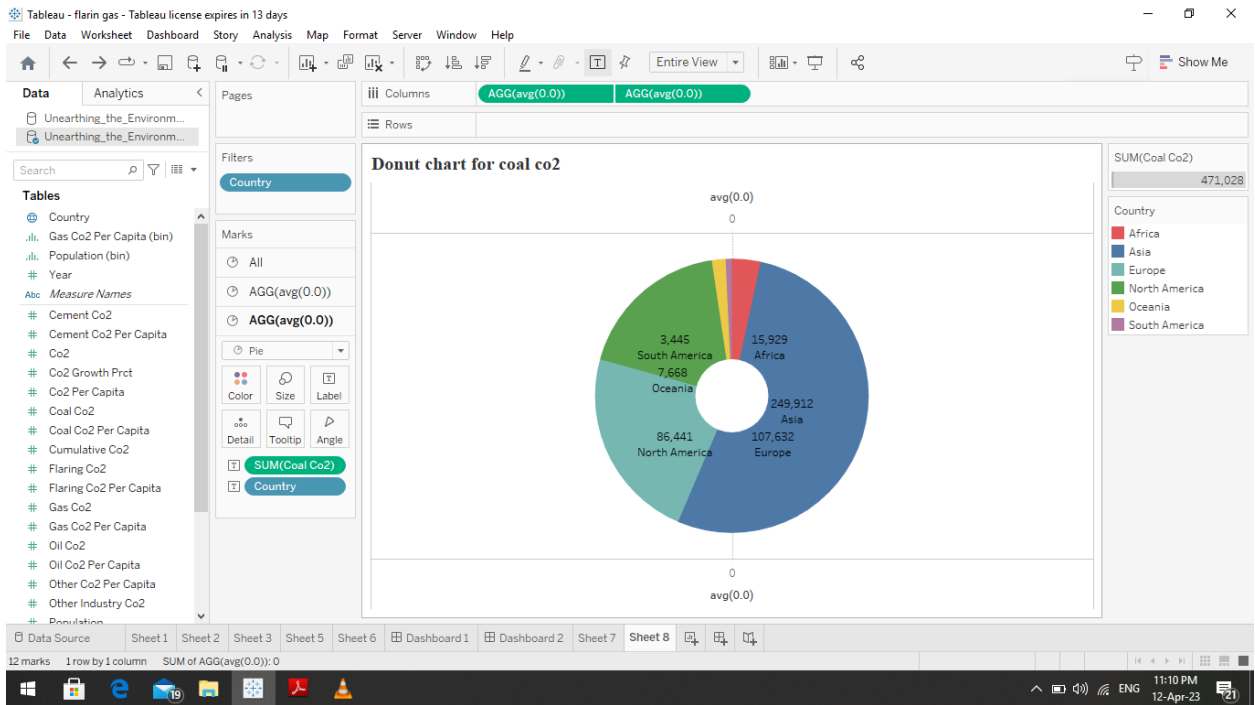 Tableau - flarin gas - Tableau license expires in 13 days
File Data Worksheet Dashboard Story Analysis Map Format Server Window Help
Entire View
Show Me
Data Analytics
Unearthing_the_Environm...
Unearthing_the_Environm...
Search
Tables
Country
Gas Co2 Per Capita (bin)
Population (bin)
# Year
Abc Measure Names
# Cement Co2
# Cement Co2 Per Capita
# Co2
# Co2 Growth Prct
# Co2 Per Capita
# Coal Co2
# Coal Co2 Per Capita
# Cumulative Co2
# Flaring Co2
# Flaring Co2 Per Capita
# Gas Co2
# Gas Co2 Per Capita
# Oil Co2
# Oil Co2 Per Capita
# Other Co2 Per Capita
# Other Industry Co2
# Population
Pages
Filters
Country
Marks
All
AGG(avg(0.0))
AGG(avg(0.0))
Pie
Color Size Label
Detail Tooltip Angle
T SUM(Coal Co2)
T Country
Columns AGG(avg(0.0)) AGG(avg(0.0))
Rows
Donut chart for coal co2
avg(0.0)
0
3,445
South America
7,668
Oceania
86,441
North America
15,929
Africa
249,912
Asia
107,632
Europe
0
avg(0.0)
SUM(Coal Co2)
471,028
Country
Africa
Asia
Europe
North America
Oceania
South America
Data Source Sheet 1 Sheet 2 Sheet 3 Sheet 5 Sheet 6 Dashboard 1 Dashboard 2 Sheet 7 Sheet 8
12 marks 1 row by 1 column SUM of AGG(avg(0.0)): 0
19
ENG
11:10 PM
12-Apr-23
21